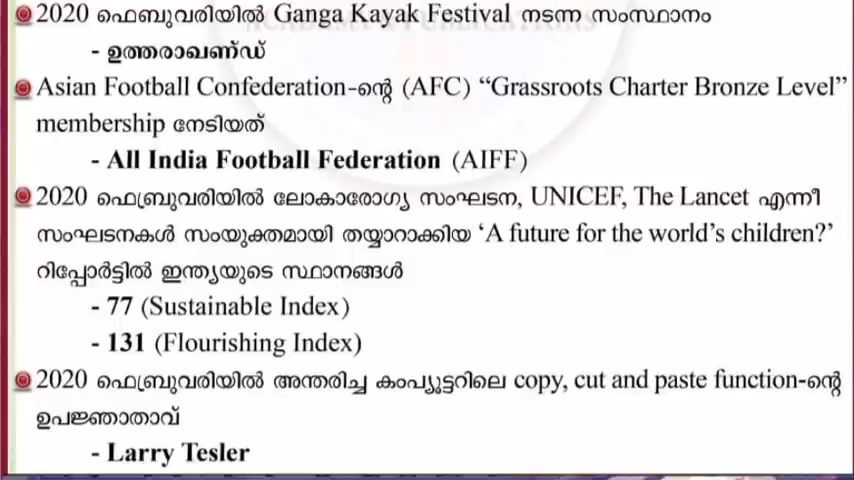 2020 ഫെബ്രുവരിയിൽ Ganga Kayak Festival നടന്ന സംസ്ഥാനം
- ഉത്തരാഖണ്ഡ്
Asian Football Confederation-ന്റെ (AFC) “Grassroots Charter Bronze Level”
membership നേടിയത്
- All India Football Federation (AIFF)
2020 ഫെബ്രുവരിയിൽ ലോകാരോഗ്യ സംഘടന, UNICEF, The Lancet എന്നീ
സംഘടനകൾ സംയുക്തമായി തയ്യാറാക്കിയ ‘A future for the world’s children?’
റിപ്പോർട്ടിൽ ഇന്ത്യയുടെ സ്ഥാനങ്ങൾ
- 77 (Sustainable Index)
- 131 (Flourishing Index)
2020 ഫെബ്രുവരിയിൽ അന്തരിച്ച കംപ്യൂട്ടറിലെ copy, cut and paste function-ന്റെ
ഉപജ്ഞാതാവ്
- Larry Tesler